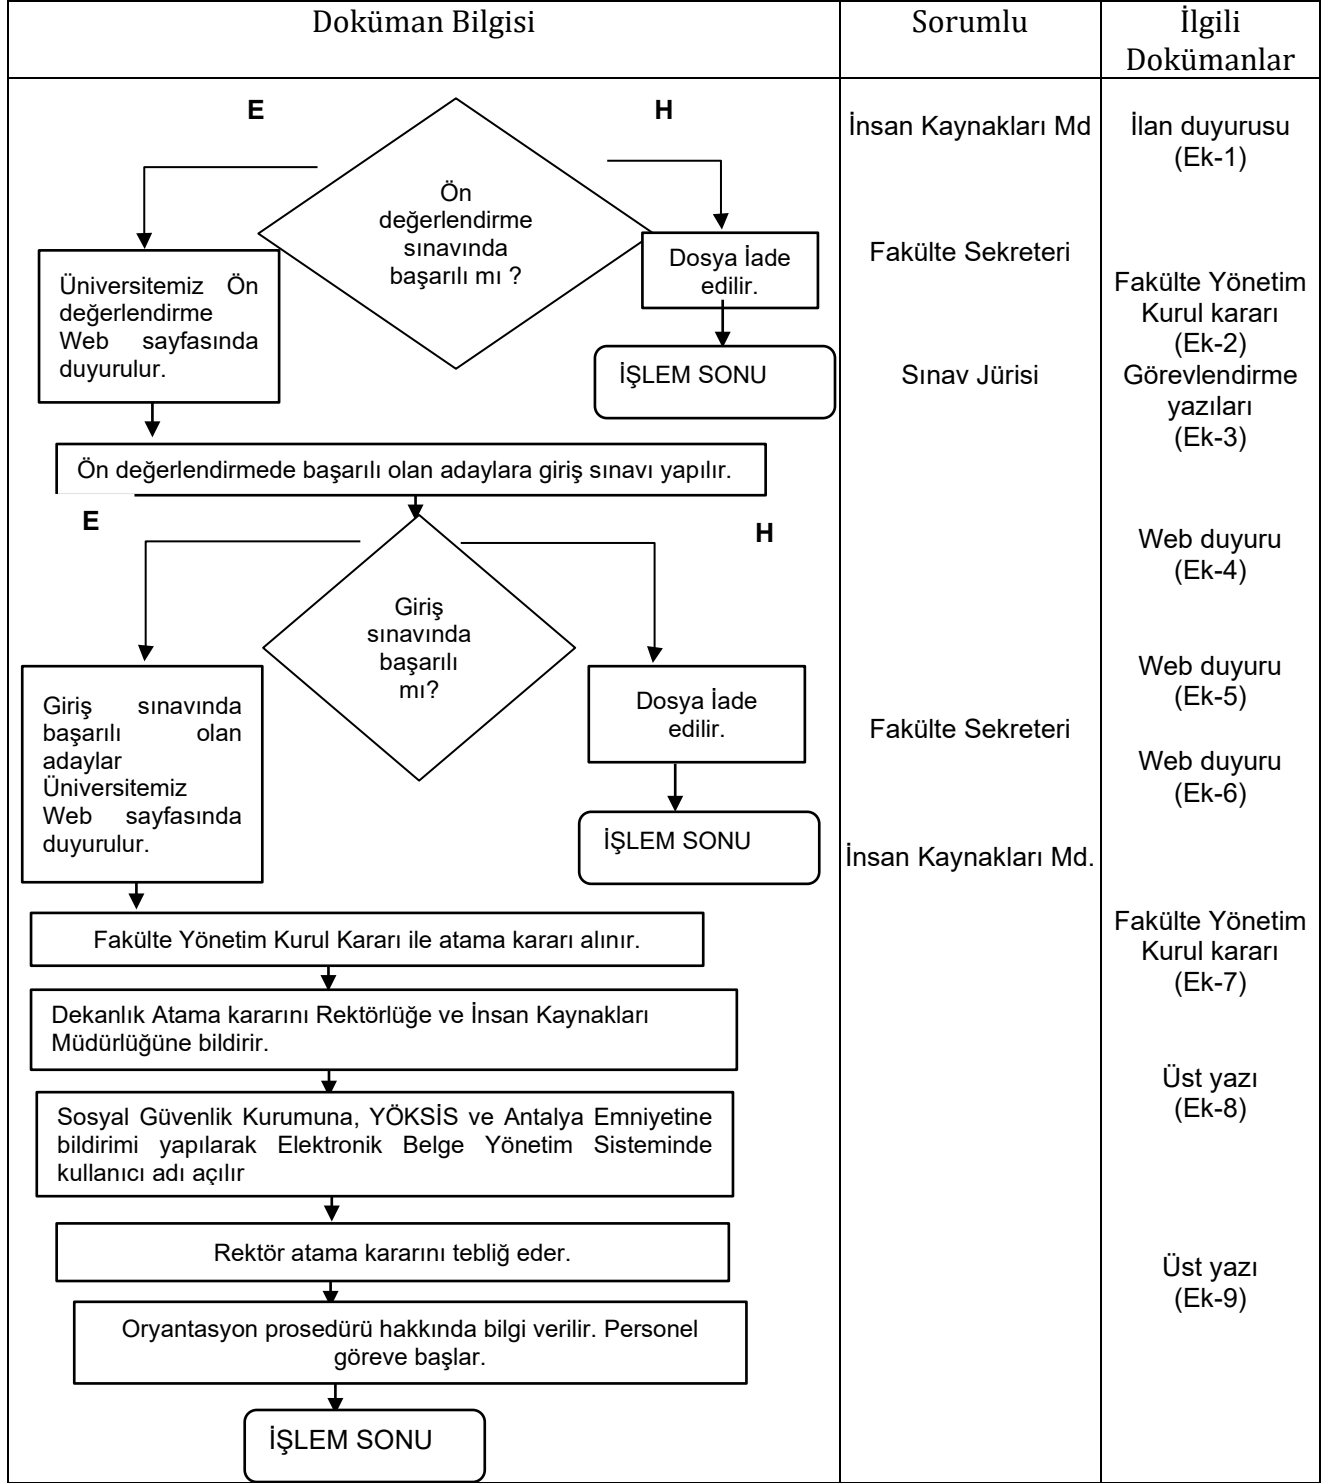 Doküman Bilgisi
Sorumlu
İlgili
Dokümanlar
E
H
Ön
değerlendirme
sınavında
başarılı mı ?
Üniversitemiz Ön
değerlendirme
Web sayfasında
duyurulur.
Dosya İade
edilir.
İŞLEM SONU
Ön değerlendirmede başarılı olan adaylara giriş sınavı yapılır.
E
H
Giriş
sınavında
başarılı
mı?
Giriş sınavında
başarılı olan
adaylar
Üniversitemiz
Web sayfasında
duyurulur.
Dosya İade
edilir.
İŞLEM SONU
Fakülte Yönetim Kurul Kararı ile atama kararı alınır.
Dekanlık Atama kararını Rektörlüğe ve İnsan Kaynakları
Müdürlüğüne bildirir.
Sosyal Güvenlik Kurumuna, YÖKSİS ve Antalya Emniyetine
bildirimi yapılarak Elektronik Belge Yönetim Sisteminde
kullanıcı adı açılır
Rektör atama kararını tebliğ eder.
Oryantasyon prosedürü hakkında bilgi verilir. Personel
göreve başlar.
İŞLEM SONU
İnsan Kaynakları Md
Fakülte Sekreteri
Sınav Jürisi
Fakülte Sekreteri
İnsan Kaynakları Md.
İlan duyurusu
(Ek-1)
Fakülte Yönetim
Kurul kararı
(Ek-2)
Görevlendirme
yazıları
(Ek-3)
Web duyuru
(Ek-4)
Web duyuru
(Ek-5)
Web duyuru
(Ek-6)
Fakülte Yönetim
Kurul kararı
(Ek-7)
Üst yazı
(Ek-8)
Üst yazı
(Ek-9)